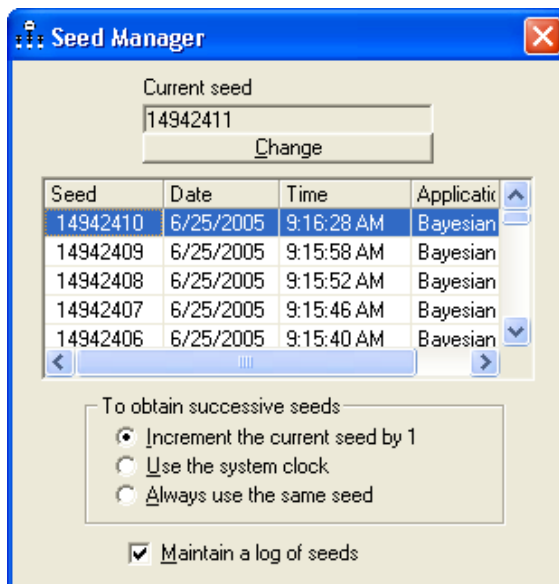 Seed Manager
Current seed
14942411
Change
Seed Date Time Applicatic
14942410 6/25/2005 9:16:28 AM Bayesian
14942409 6/25/2005 9:15:58 AM Bayesian
14942408 6/25/2005 9:15:52 AM Bayesian
14942407 6/25/2005 9:15:46 AM Bayesian
14942406 6/25/2005 9:15:40 AM Bayesian
To obtain successive seeds
Increment the current seed by 1
Use the system clock
Always use the same seed
Maintain a log of seeds